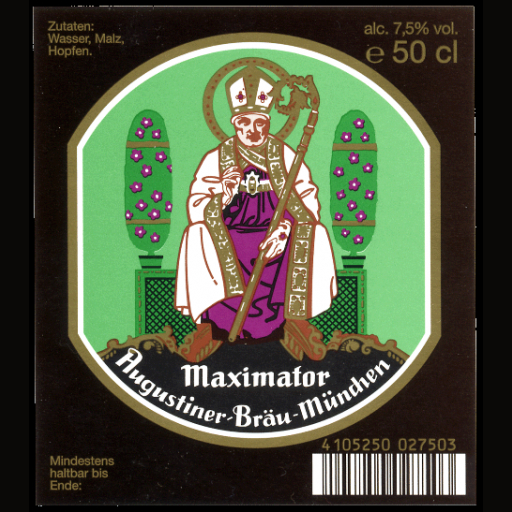 Zutaten:
Wasser, Malz,
Hopfen.
alc. 7,5% vol.
e 50 cl
Maximator
Augustiner-Bräu-München
Mindestens
haltbar bis
Ende:
4 105250 027503